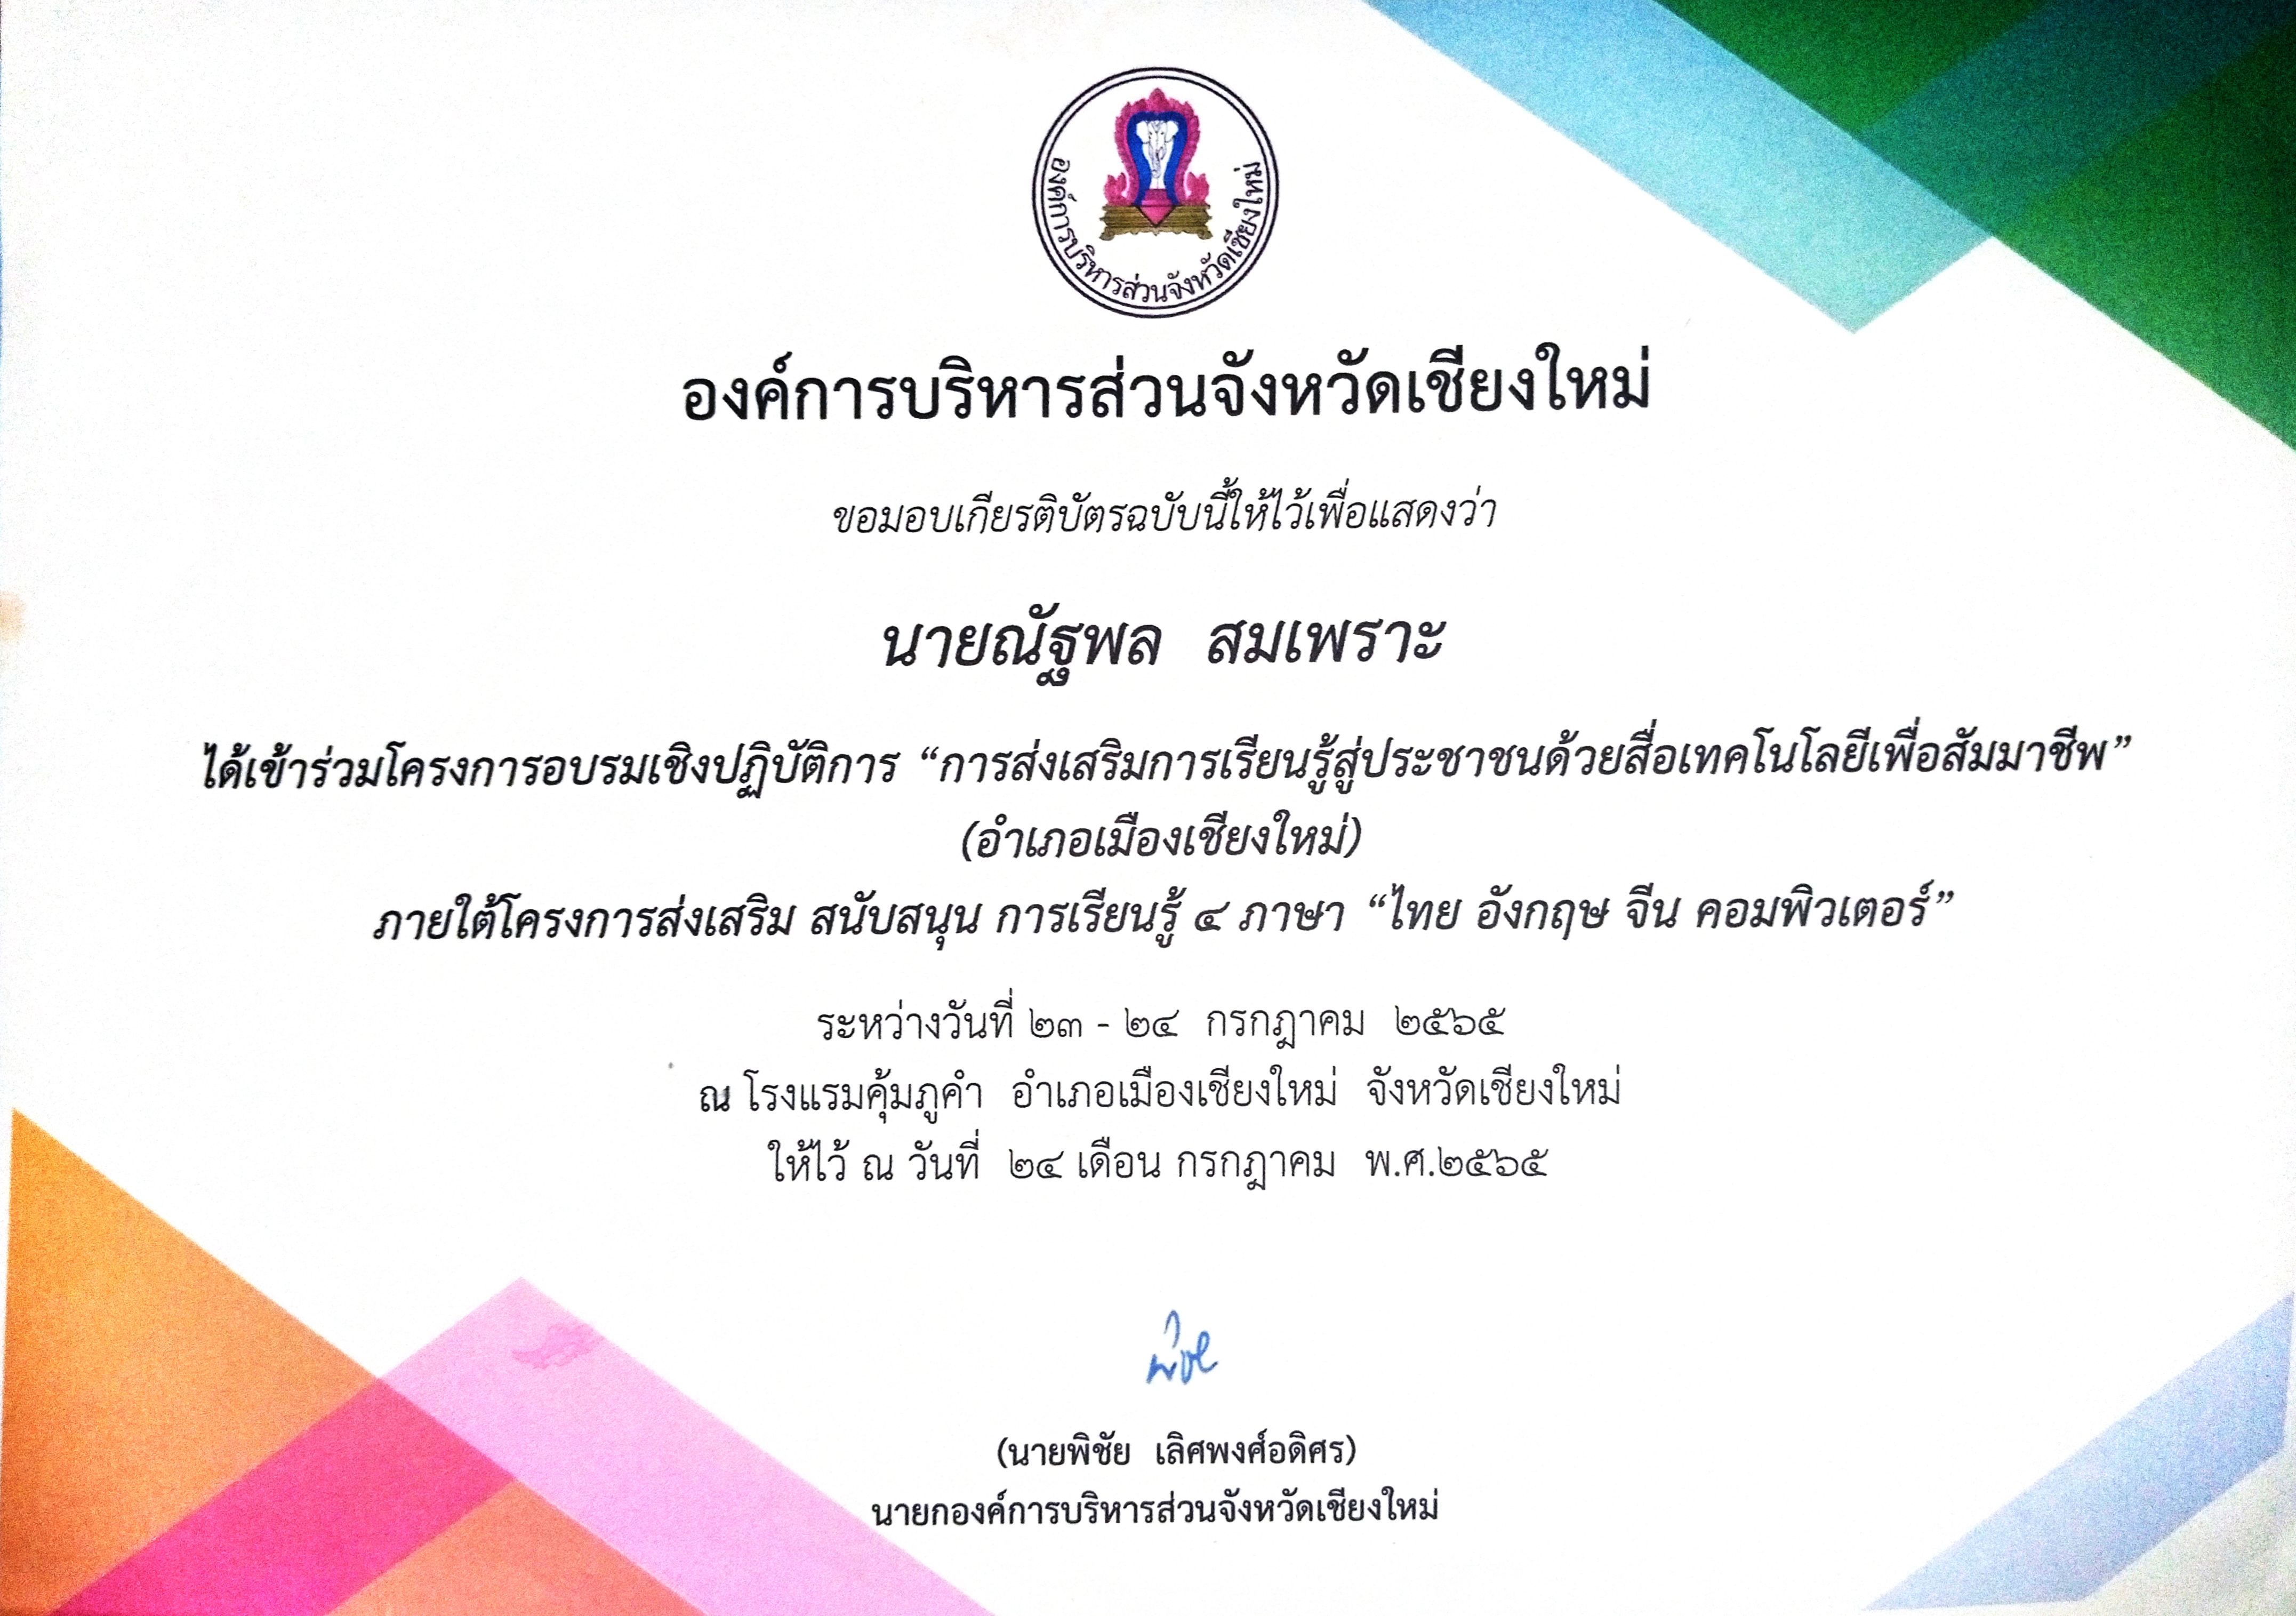 องค์การบริหารส่วนจังหวัดเชียงใหม่
องค์การบริหารส่วนจังหวัดเชียงใหม่
ขอมอบเกียรติบัตรฉบับนี้ให้ไว้เพื่อแสดงว่า
นายณัฐพล สมเพราะ
ได้เข้าร่วมโครงการอบรมเชิงปฏิบัติการ “การส่งเสริมการเรียนรู้สู่ประชาชนด้วยสื่อเทคโนโลยีเพื่อสัมมาชีพ”
(อำเภอเมืองเชียงใหม่)
ภายใต้โครงการส่งเสริม สนับสนุน การเรียนรู้ ๔ ภาษา “ไทย อังกฤษ จีน คอมพิวเตอร์”
ระหว่างวันที่ ๒๓ - ๒๔ กรกฎาคม ๒๕๖๕
ณ โรงแรมคุ้มภูคำ อำเภอเมืองเชียงใหม่ จังหวัดเชียงใหม่
ให้ไว้ ณ วันที่ ๒๔ เดือน กรกฎาคม พ.ศ.๒๕๖๕
(นายพิชัย เลิศพงศ์อดิศร)
นายกองค์การบริหารส่วนจังหวัดเชียงใหม่